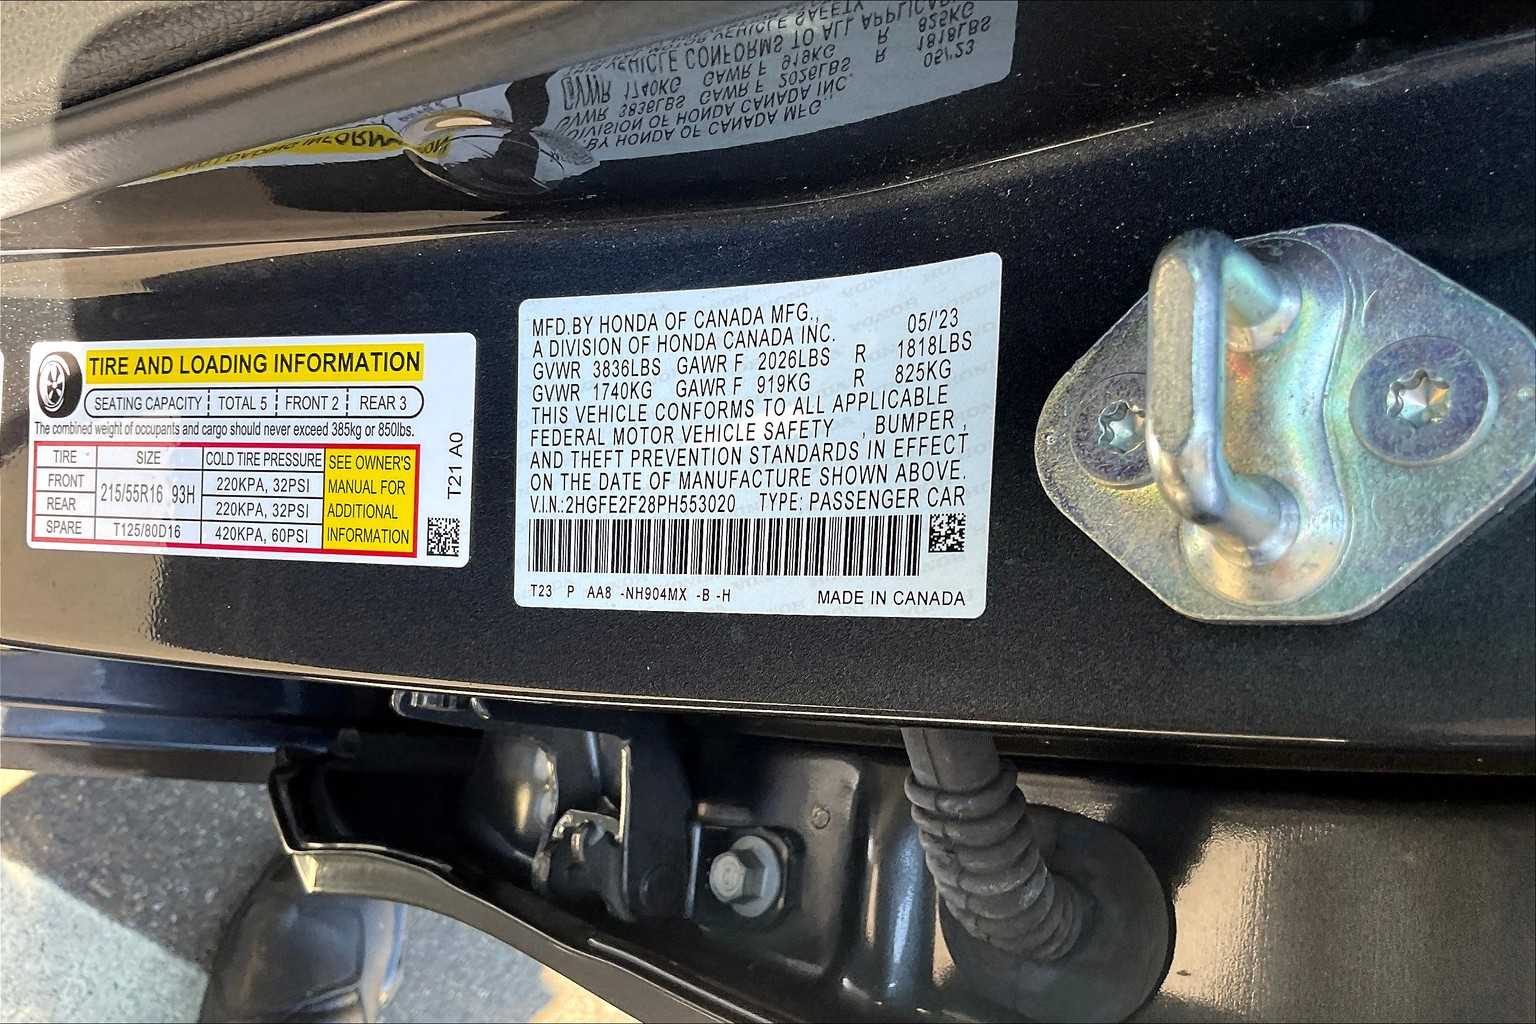 TIRE AND LOADING INFORMATION
SEATING CAPACITY TOTAL 5 FRONT 2 REAR 3
The combined weight of occupants and cargo should never exceed 385kg or 850lbs.
TIRE SIZE COLD TIRE PRESSURE
FRONT 215/55R16 93H 220KPA, 32PSI
REAR 220KPA, 32PSI
SPARE T125/80D16 420KPA, 60PSI
SEE OWNER'S
MANUAL FOR
ADDITIONAL
INFORMATION
T21 A0
MFD.BY HONDA OF CANADA MFG., 05/'23
A DIVISION OF HONDA CANADA INC.
GVWR 3836LBS GAWR F 2026LBS R 1818LBS
GVWR 1740KG GAWR F 919KG R 825KG
THIS VEHICLE CONFORMS TO ALL APPLICABLE
FEDERAL MOTOR VEHICLE SAFETY , BUMPER ,
AND THEFT PREVENTION STANDARDS IN EFFECT
ON THE DATE OF MANUFACTURE SHOWN ABOVE.
V.I.N.:2HGFE2F28PH553020 TYPE: PASSENGER CAR
T23 P AA8 -NH904MX -B -H MADE IN CANADA